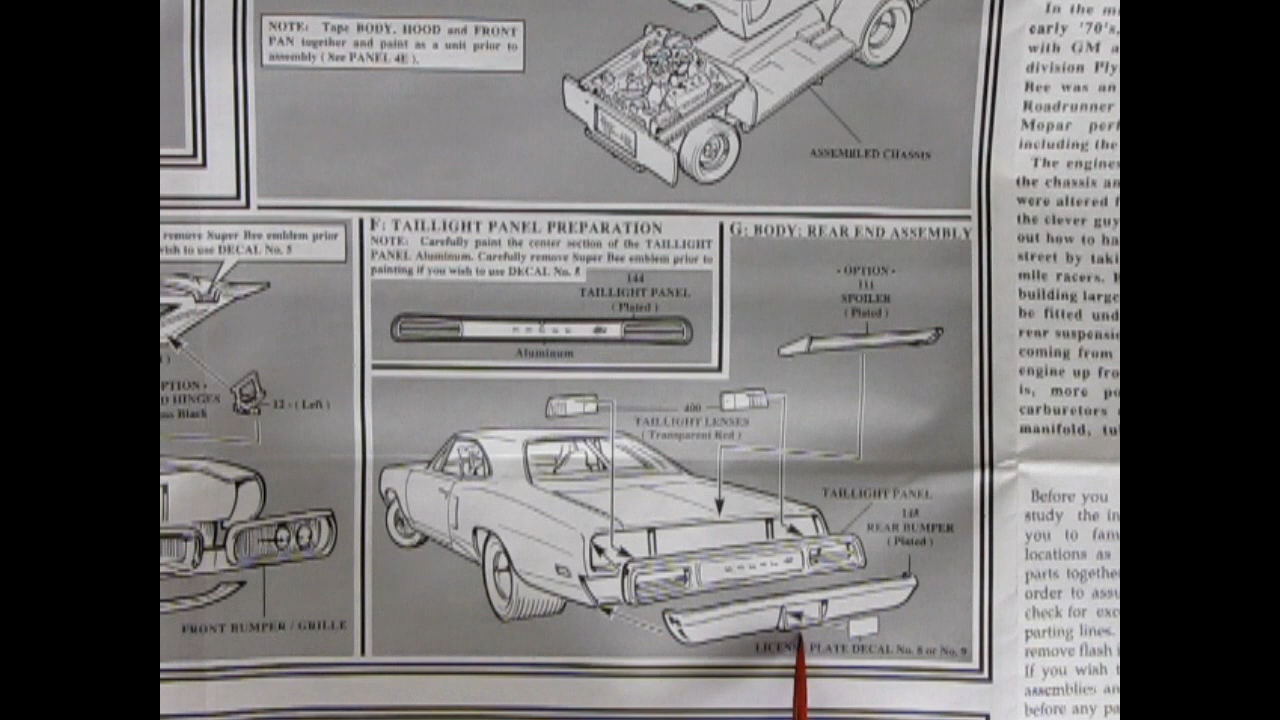 NOTE: Tape BODY, HOOD and FRONT
PAN together and paint as a unit prior to
assembly ( See PANEL 4E ).
ASSEMBLED CHASSIS
remove Super Bee emblem prior
wish to use DECAL No. 5
12 - ( Left )
HINGES
Black
FRONT BUMPER / GRILLE
F: TAILLIGHT PANEL PREPARATION
NOTE: Carefully paint the center section of the TAILLIGHT
PANEL Aluminum. Carefully remove Super Bee emblem prior to
painting if you wish to use DECAL No. 8
144
TAILLIGHT PANEL
( Plated )
Aluminum
G: BODY: REAR END ASSEMBLY
- OPTION -
111
SPOILER
( Plated )
400
TAILLIGHT LENSES
( Transparent Red )
TAILLIGHT PANEL
148
REAR BUMPER
( Plated )
PLATE DECAL No. 8 or No. 9
In the
early '70's,
with GM a
division Ply
Bee was an
Roadrunner
Mopar perf
including the
The engines
the chassis an
were altered f
the clever guy
out how to ha
street by taki
mile racers.
building large
be fitted und
rear suspensi
coming from
engine up fro
is, more po
carburetors
manifold, tu
Before you
study the in
you to fam
locations as
parts togethe
order to assu
check for exc
parting lines.
remove flash
If you wish t
assemblies an
before any pa